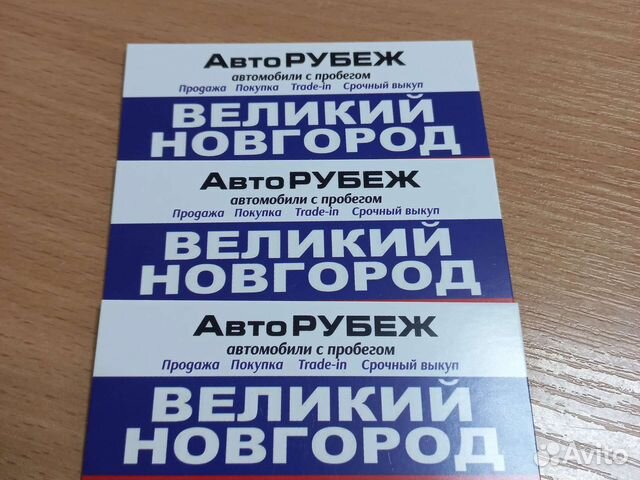 АвтоРУБЕЖ
автомобили с пробегом
Продажа Покупка Trade-in Срочный выкуп
ВЕЛИКИЙ
НОВГОРОД
АвтоРУБЕЖ
автомобили с пробегом
Продажа Покупка Trade-in Срочный выкуп
ВЕЛИКИЙ
НОВГОРОД
АвтоРУБЕЖ
автомобили с пробегом
Продажа Покупка Trade-in Срочный выкуп
ВЕЛИКИЙ
НОВГОРОД
Avito